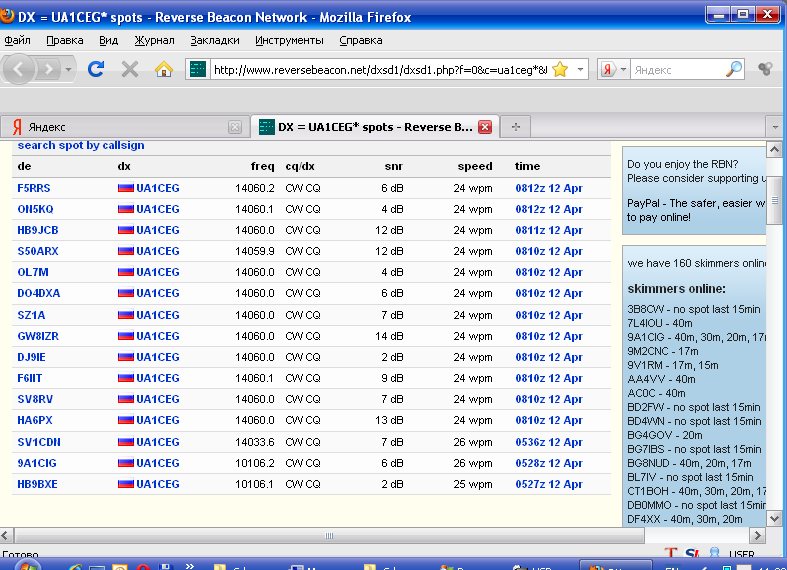 DX = UA1CEG* spots - Reverse Beacon Network - Mozilla Firefox
Файл Правка Вид Журнал Закладки Инструменты Справка
http://www.reversebeacon.net/dxsd1/dxsd1.php?f=0&c=ua1ceg*& Яндекс
Яндекс DX = UA1CEG* spots - Reverse B...
search spot by callsign
de dx freq cq/dx snr speed time
F5RRS UA1CEG 14060.2 CW CQ 6 dB 24 wpm 0812z 12 Apr
ON5KQ UA1CEG 14060.1 CW CQ 4 dB 24 wpm 0812z 12 Apr
HB9JCB UA1CEG 14060.0 CW CQ 12 dB 24 wpm 0811z 12 Apr
S50ARX UA1CEG 14059.9 CW CQ 12 dB 24 wpm 0810z 12 Apr
OL7M UA1CEG 14060.0 CW CQ 4 dB 24 wpm 0810z 12 Apr
DO4DXA UA1CEG 14060.0 CW CQ 6 dB 24 wpm 0810z 12 Apr
SZ1A UA1CEG 14060.0 CW CQ 7 dB 24 wpm 0810z 12 Apr
GW8IZR UA1CEG 14060.0 CW CQ 14 dB 24 wpm 0810z 12 Apr
DJ9IE UA1CEG 14060.0 CW CQ 2 dB 24 wpm 0810z 12 Apr
F6IIT UA1CEG 14060.1 CW CQ 9 dB 24 wpm 0810z 12 Apr
SV8RV UA1CEG 14060.0 CW CQ 7 dB 24 wpm 0810z 12 Apr
HA6PX UA1CEG 14060.0 CW CQ 13 dB 24 wpm 0810z 12 Apr
SV1CDN UA1CEG 14033.6 CW CQ 7 dB 26 wpm 0536z 12 Apr
9A1CIG UA1CEG 10106.2 CW CQ 6 dB 26 wpm 0528z 12 Apr
HB9BXE UA1CEG 10106.1 CW CQ 2 dB 25 wpm 0527z 12 Apr
Do you enjoy the RBN?
Please consider supporting u
PayPal - The safer, easier w
to pay online!
we have 160 skimmers online
skimmers online:
3B8CW - no spot last 15min
7L4IOU - 40m
9A1CIG - 40m, 30m, 20m, 17m
9M2CNC - 17m
9V1RM - 17m, 15m
AA4VV - 40m
AC0C - 40m
BD2FW - no spot last 15min
BD4WN - no spot last 15min
BG4GOV - 20m
BG7IBS - no spot last 15min
BG8NUD - 40m, 20m, 17m
BL7IV - no spot last 15min
CT1BOH - 40m, 30m, 20m, 17
DB0MMO - no spot last 15min
DF4XX - 40m, 30m, 20m
Готово USER